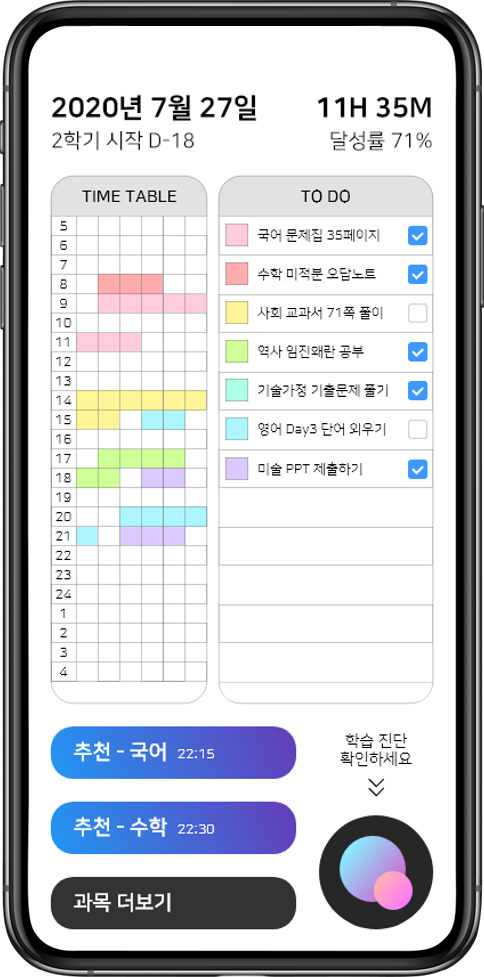 2020년 7월 27일
11H 35M
2학기 시작 D-18
달성률 71%
TIME TABLE
5
6
7
8
9
10
11
12
13
14
15
16
17
18
19
20
21
22
23
24
1
2
3
4
TO DO
국어 문제집 35페이지
수학 미적분 오답노트
사회 교과서 71쪽 풀이
역사 임진왜란 공부
기술가정 기출문제 풀기
영어 Day3 단어 외우기
미술 PPT 제출하기
추천 - 국어 22:15
추천 - 수학 22:30
과목 더보기
학습 진단
확인하세요